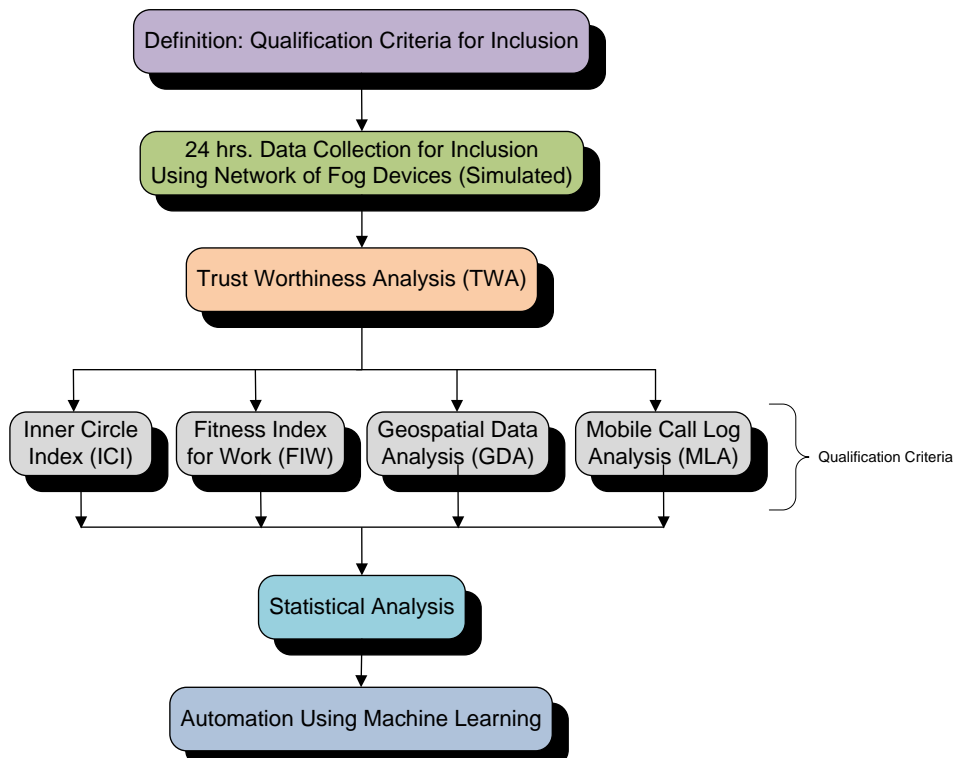 Definition: Qualification Criteria for Inclusion
24 hrs. Data Collection for Inclusion
Using Network of Fog Devices (Simulated)
Trust Worthiness Analysis (TWA)
Inner Circle
Index (ICI)
Fitness Index
for Work (FIW)
Geospatial Data
Analysis (GDA)
Mobile Call Log
Analysis (MLA)
Qualification Criteria
Statistical Analysis
Automation Using Machine Learning